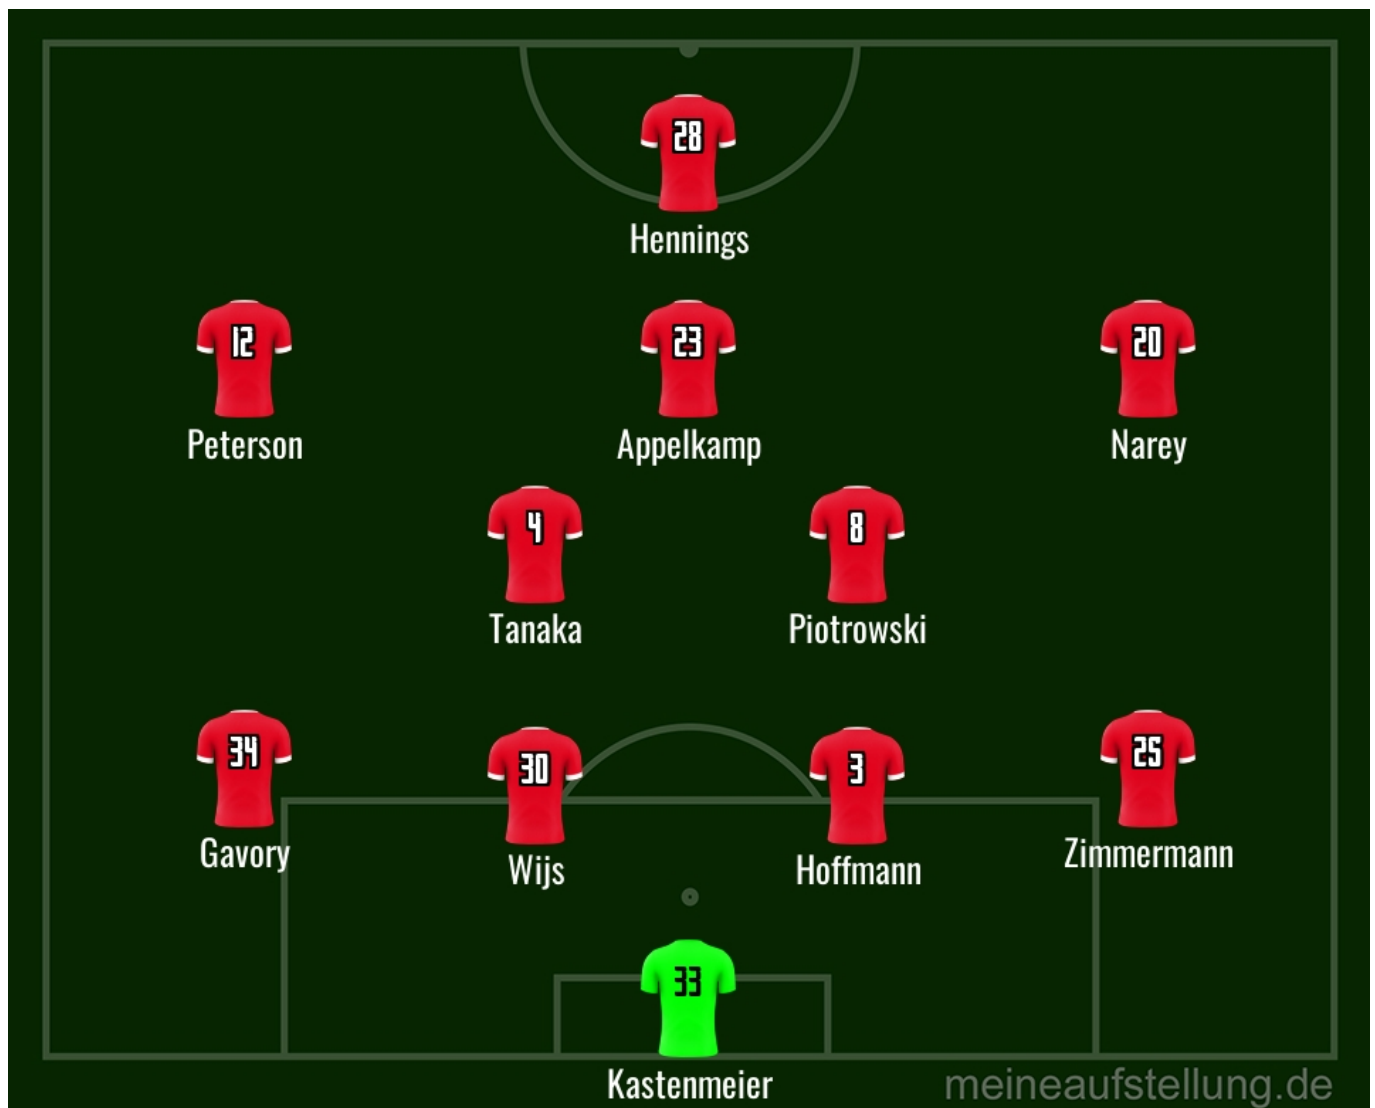 28
Hennings
12
23
20
Peterson
Appelkamp
Narey
4
8
Tanaka
Piotrowski
34
30
3
25
Gavory
Wijs
Hoffmann
Zimmermann
33
Kastenmeier
meineaufstellung.de